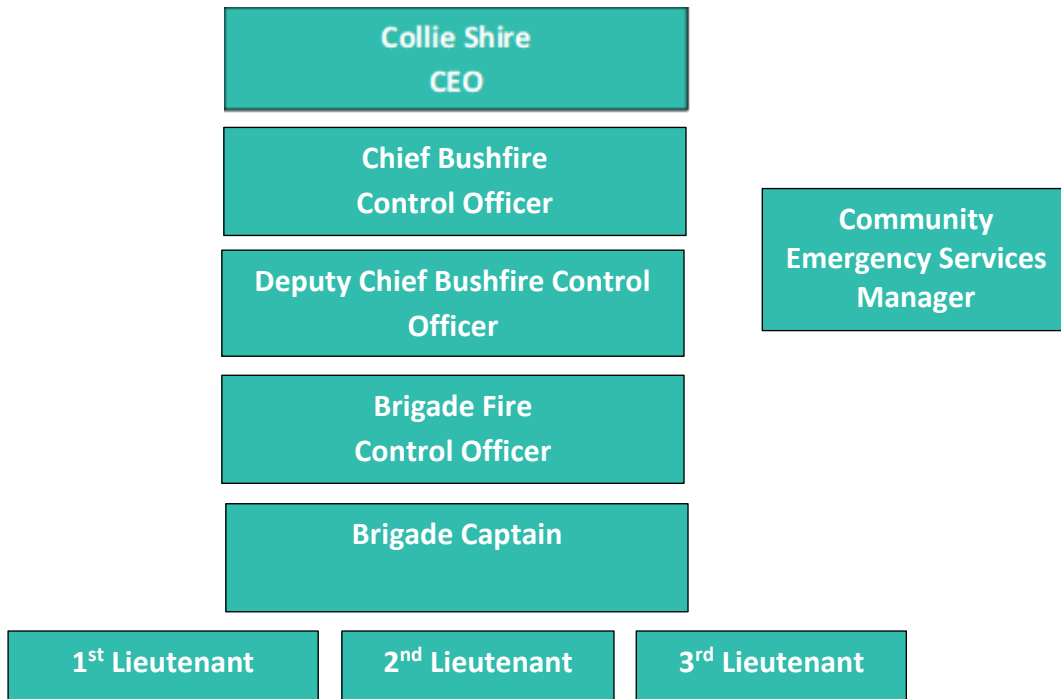 Collie Shire
CEO
Chief Bushfire
Control Officer
Community
Emergency Services
Manager
Deputy Chief Bushfire Control
Officer
Brigade Fire
Control Officer
Brigade Captain
1st Lieutenant
2nd Lieutenant
3rd Lieutenant